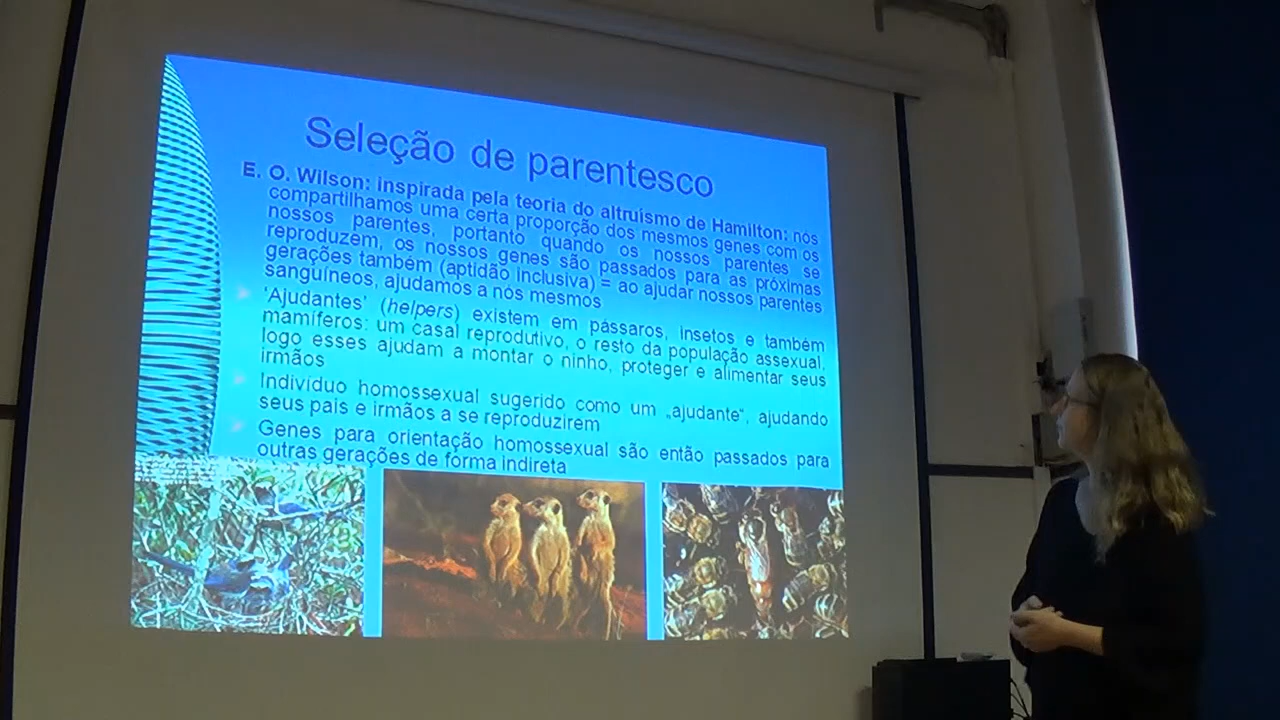 Seleção de parentesco
E. O. Wilson: inspirada pela teoria do altruísmo de Hamilton: nós
compartilhamos uma certa proporção dos mesmos genes com os
nossos parentes, portanto quando os nossos parentes se
reproduzem, os nossos genes são passados para as próximas
gerações também (aptidão inclusiva) = ao ajudar nossos parentes
sanguíneos, ajudamos a nós mesmos
'Ajudantes' (helpers) existem em pássaros, insetos e também
mamíferos: um casal reprodutivo, o resto da população assexual,
logo esses ajudam a montar o ninho, proteger e alimentar seus
irmãos
Indivíduo homossexual sugerido como um „ajudante“, ajudando
seus pais e irmãos a se reproduzirem
Genes para orientação homossexual são então passados para
outras gerações de forma indireta